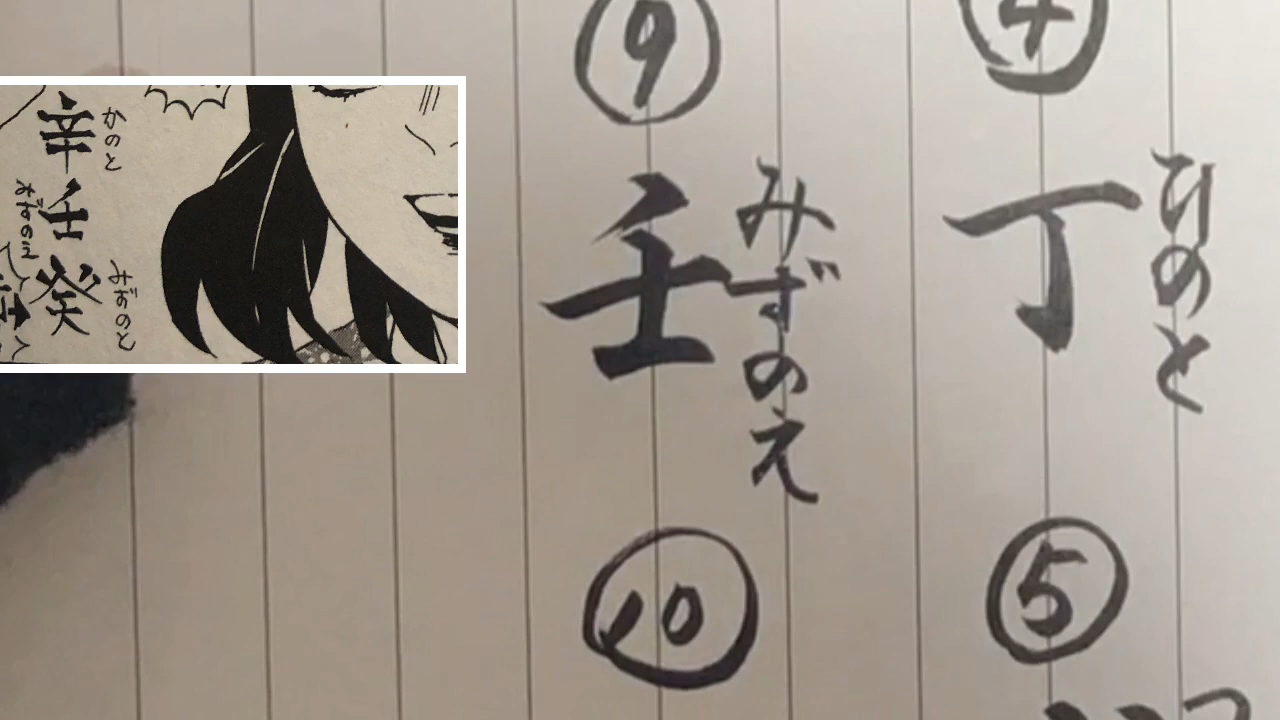 ④
丁
ひのと
⑤
⑨
壬
みずのえ
⑩
辛 壬 癸
かのと
みずのえ
みずのと